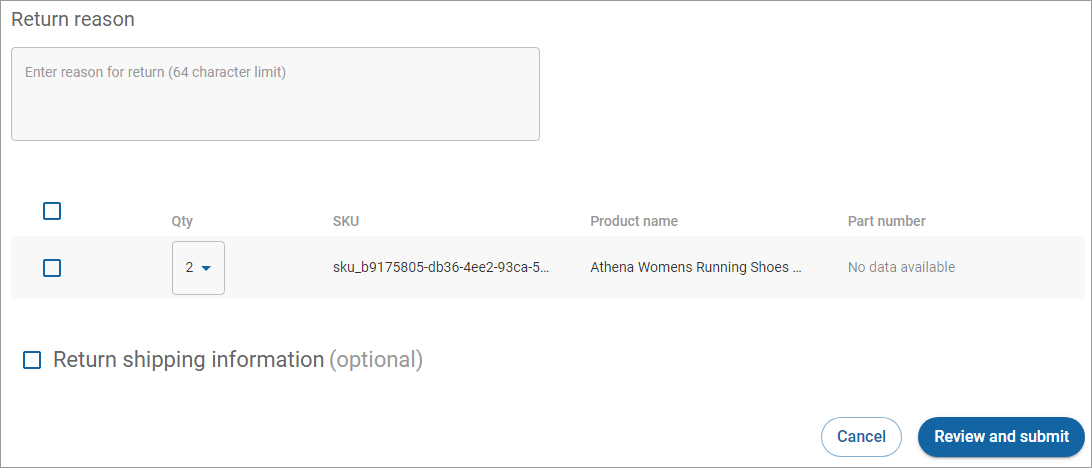 Return reason
Enter reason for return (64 character limit)
Qty SKU Product name Part number
2 sku_b9175805-db36-4ee2-93ca-5... Athena Womens Running Shoes ... No data available
Return shipping information (optional)
Cancel Review and submit